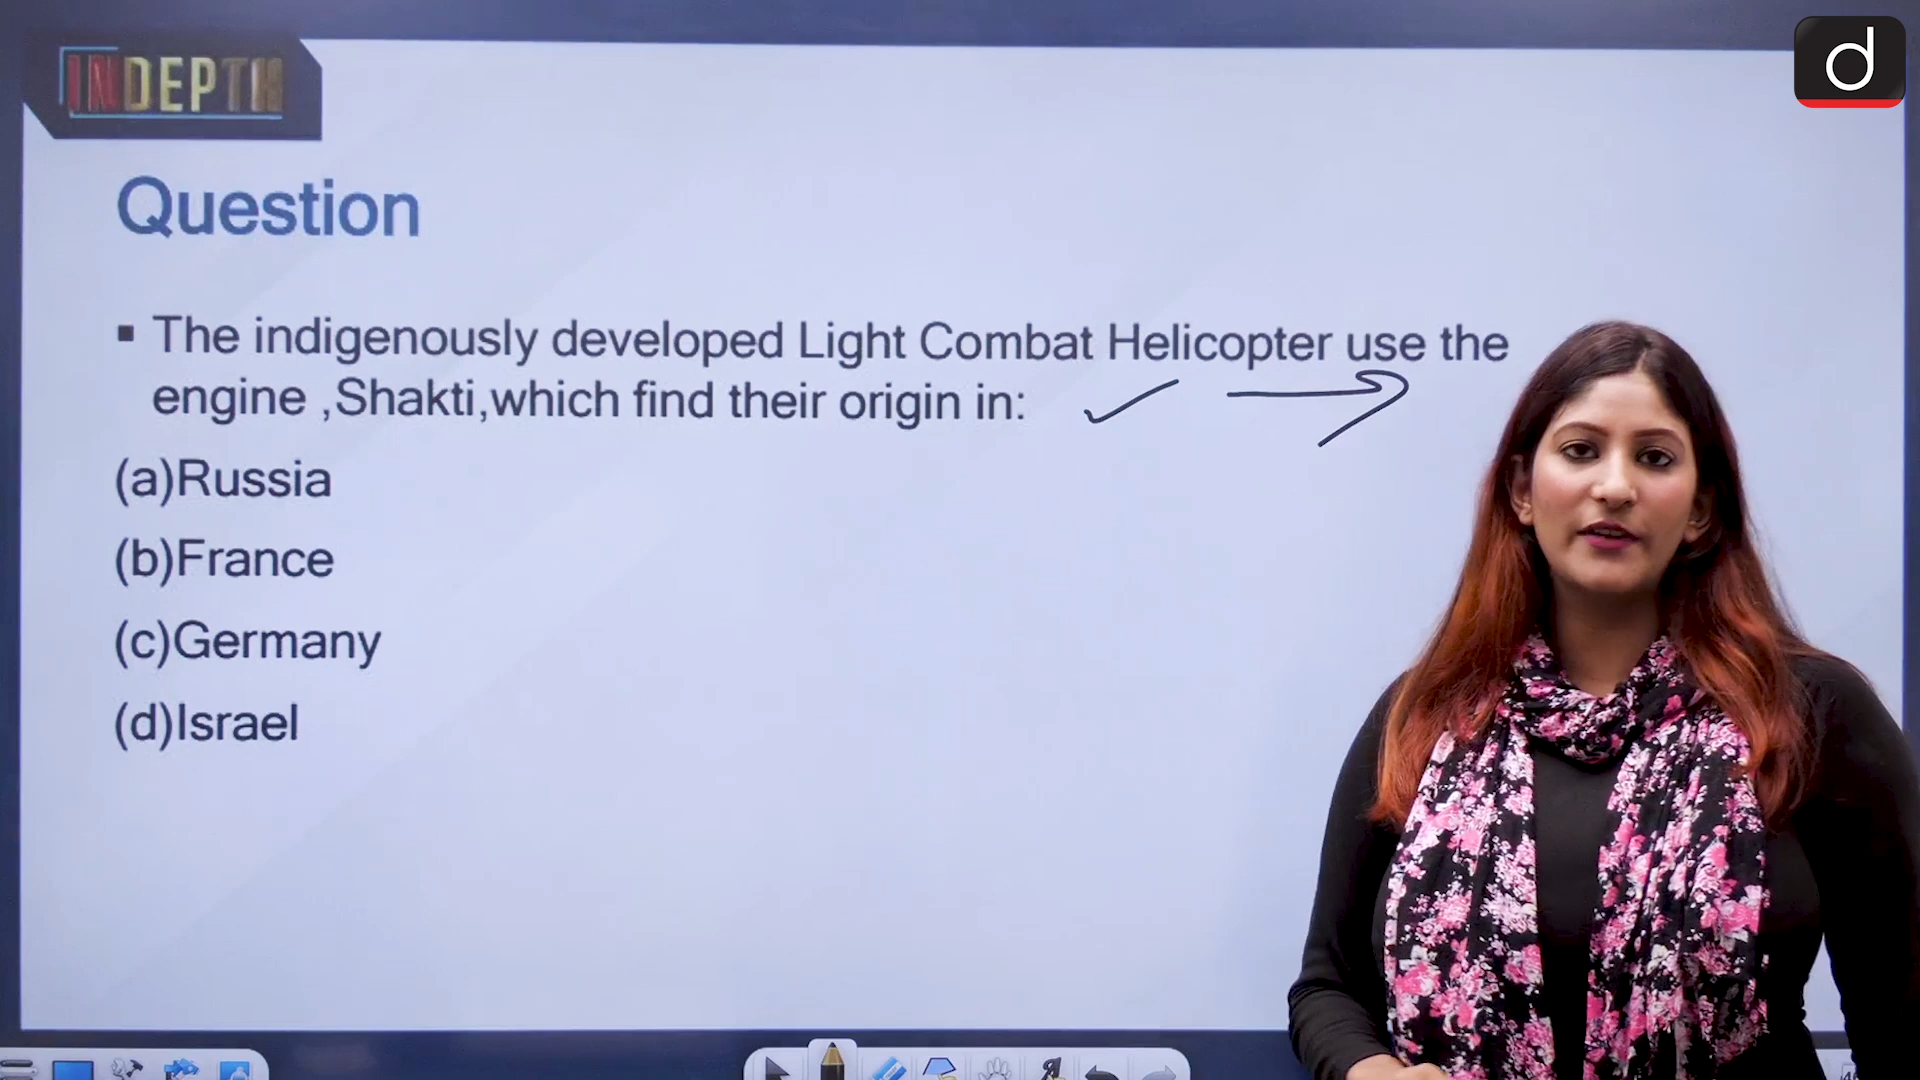 INDEPTH
d
Question
▪ The indigenously developed Light Combat Helicopter use the
engine ,Shakti,which find their origin in:
(a)Russia
(b)France
(c)Germany
(d)Israel